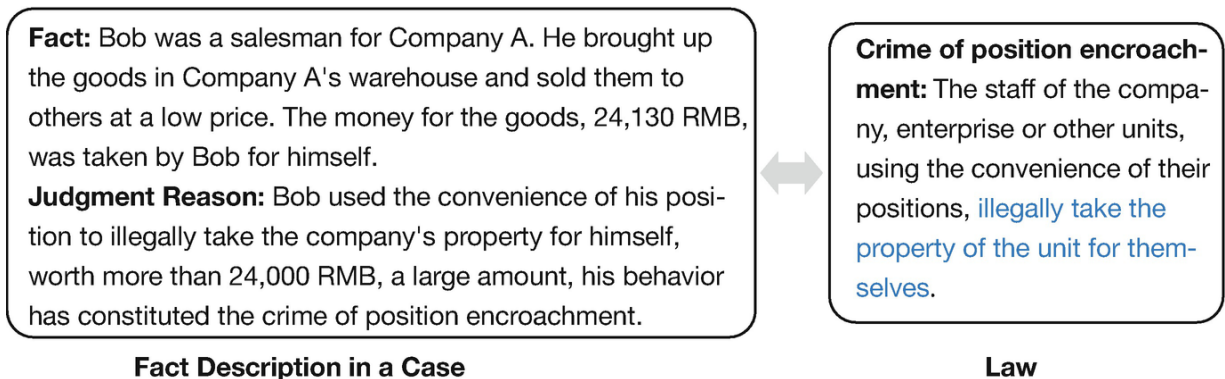 Fact: Bob was a salesman for Company A. He brought up
the goods in Company A's warehouse and sold them to
others at a low price. The money for the goods, 24,130 RMB,
was taken by Bob for himself.
Judgment Reason: Bob used the convenience of his posi-
tion to illegally take the company's property for himself,
worth more than 24,000 RMB, a large amount, his behavior
has constituted the crime of position encroachment.
Fact Description in a Case
Crime of position encroach-
ment: The staff of the compa-
ny, enterprise or other units,
using the convenience of their
positions, illegally take the
property of the unit for them-
selves.
Law